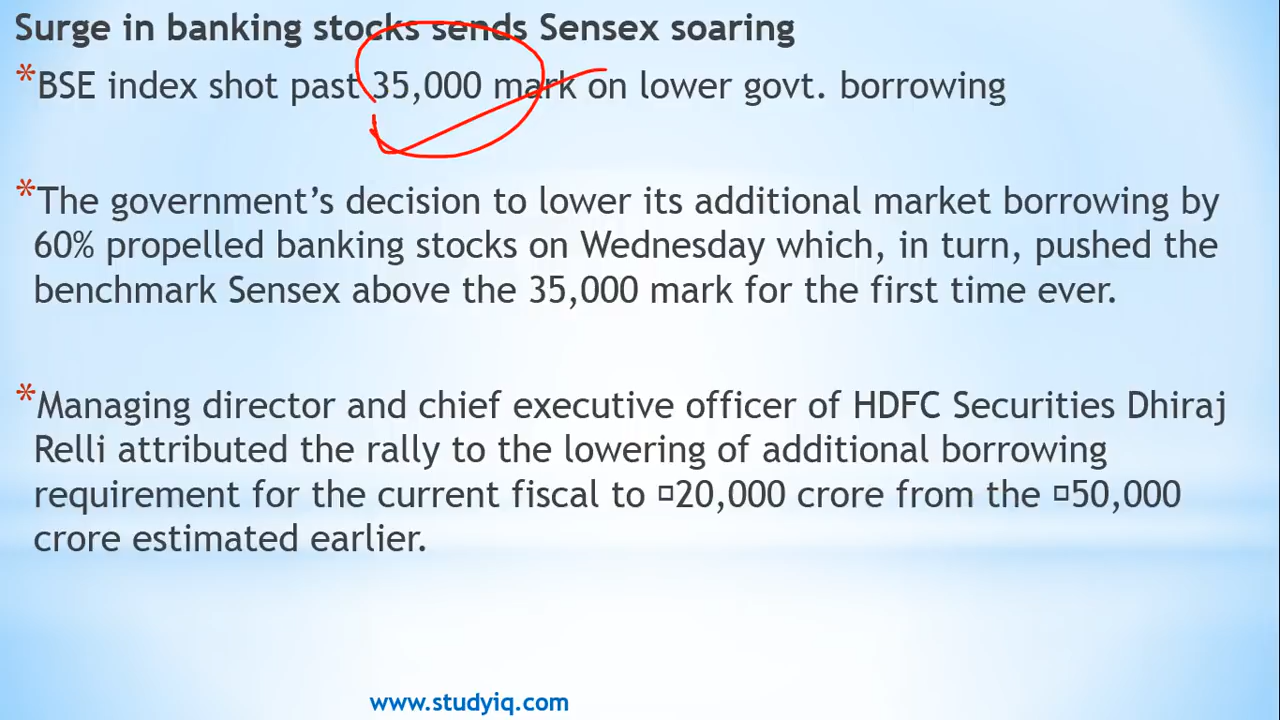 Surge in banking stocks sends Sensex soaring
*BSE index shot past 35,000 mark on lower govt. borrowing
*The government’s decision to lower its additional market borrowing by
60% propelled banking stocks on Wednesday which, in turn, pushed the
benchmark Sensex above the 35,000 mark for the first time ever.
*Managing director and chief executive officer of HDFC Securities Dhiraj
Relli attributed the rally to the lowering of additional borrowing
requirement for the current fiscal to □20,000 crore from the □50,000
crore estimated earlier.
www.studyiq.com